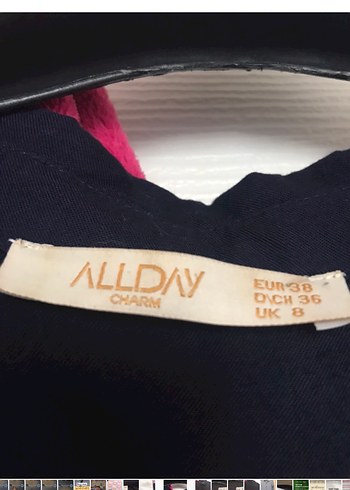 ALLDAY
CHARM
EUR 38
D\CH 36
UK 8